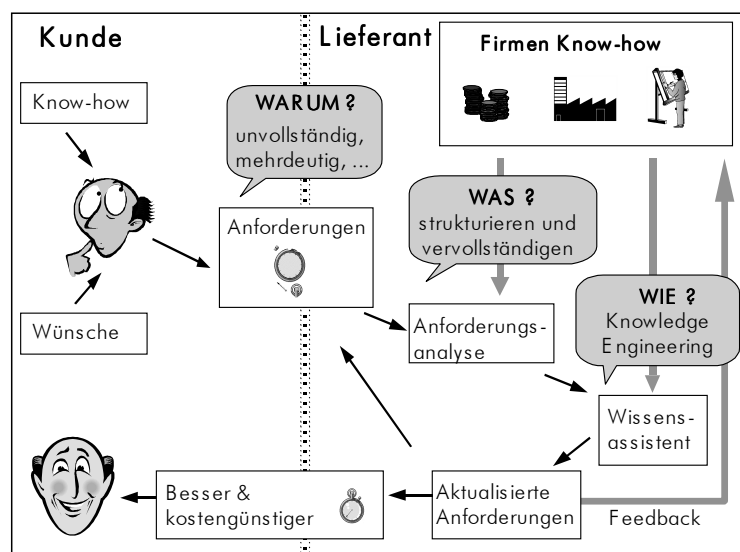 Kunde
Lieferant
Firmen Know-how
Know-how
WARUM ?
unvollständig,
mehrdeutig, ...
Anforderungen
WAS ?
strukturieren und
vervollständigen
Wünsche
Anforderungs-
analyse
WIE ?
Knowledge
Engineering
Wissens-
assistent
Besser &
kostengünstiger
Aktualisierte
Anforderungen
Feedback